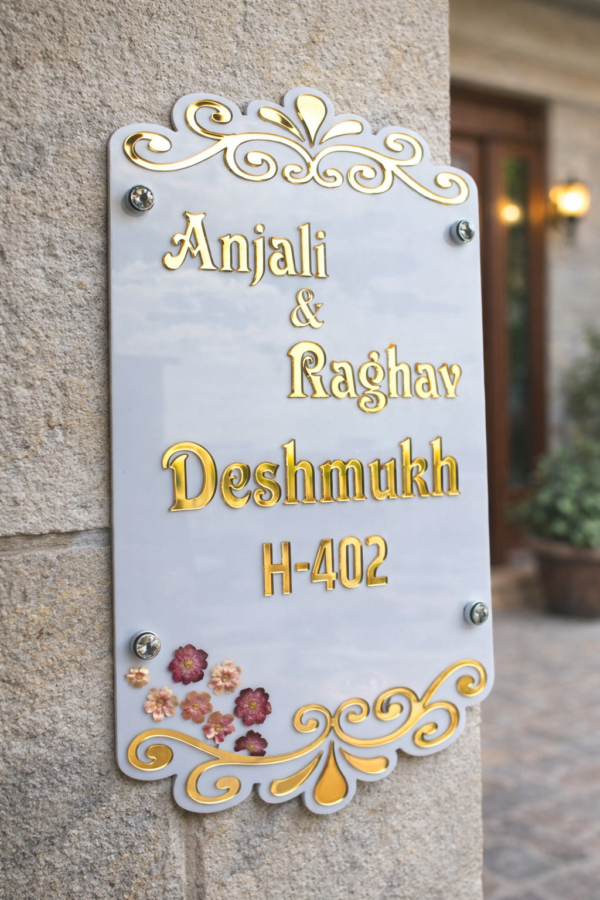 Anjali
&
Raghav
Deshmukh
H-402